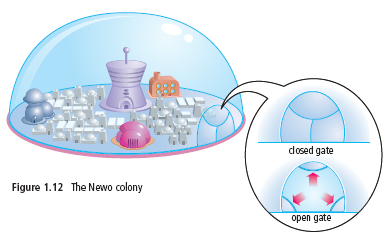 closed gate
Figure 1.12 The Newo colony
open gate